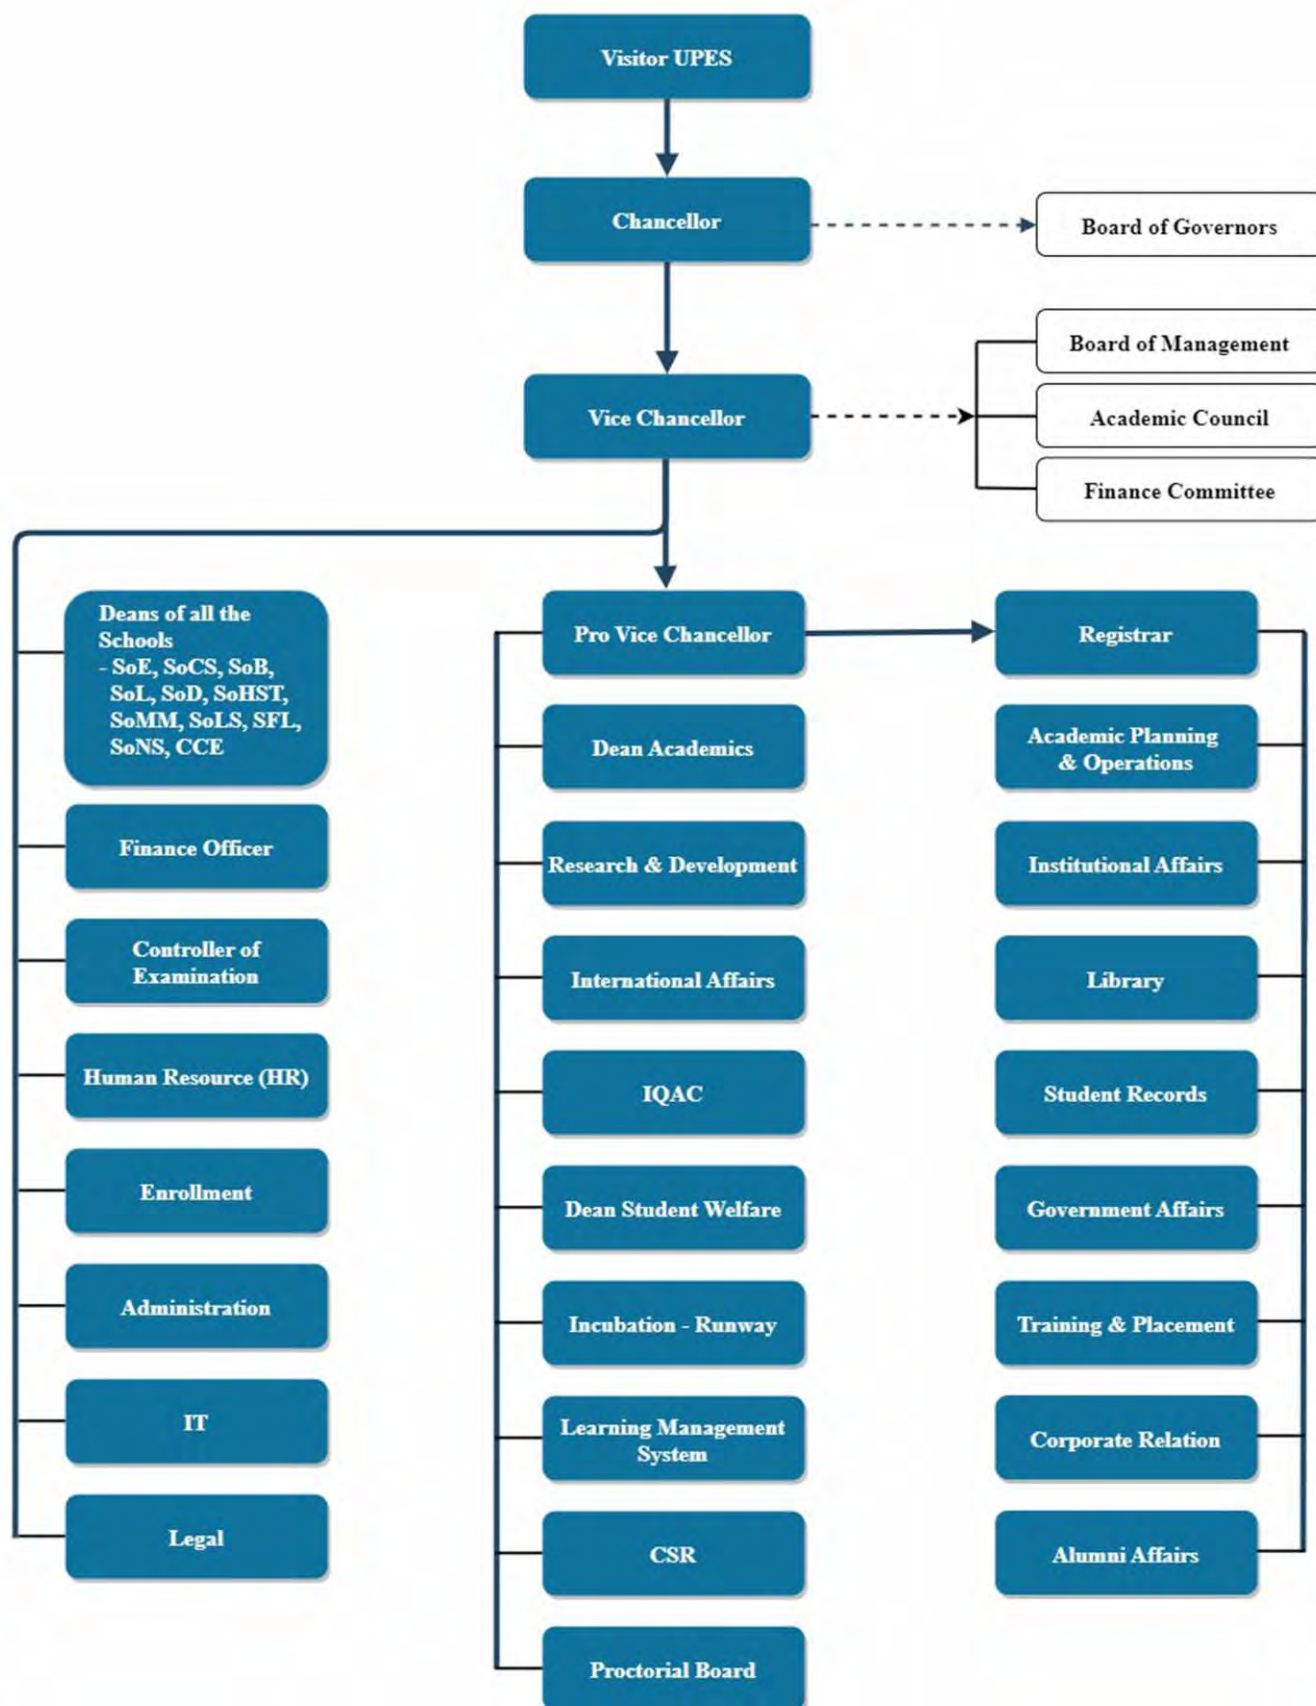 Visitor UPES
Chancellor
Board of Governors
Board of Management
Vice Chancellor
Academic Council
Finance Committee
Deans of all the
Schools
- SoE, SoCS, SoB,
SoL, SoD, SoHST,
SoMM, SoLS, SFL,
SoNS, CCE
Finance Officer
Controller of
Examination
Human Resource (HR)
Enrollment
Administration
IT
Legal
Pro Vice Chancellor
Dean Academics
Research & Development
International Affairs
IQAC
Dean Student Welfare
Incubation - Runway
Learning Management
System
CSR
Proctorial Board
Registrar
Academic Planning
& Operations
Institutional Affairs
Library
Student Records
Government Affairs
Training & Placement
Corporate Relation
Alumni Affairs